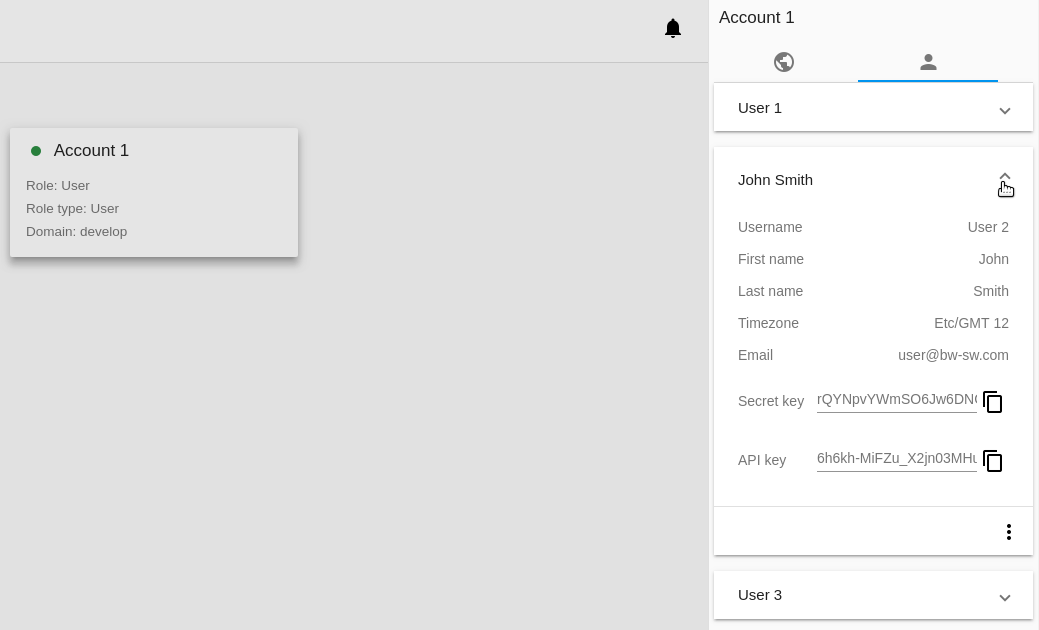 Account 1
Account 1
Role: User
Role type: User
Domain: develop
User 1
John Smith
Username User 2
First name John
Last name Smith
Timezone Etc/GMT 12
Email user@bw-sw.com
Secret key rQYNpvYWmSO6Jw6DN
API key 6h6kh-MiFZu_X2jn03MH
User 3